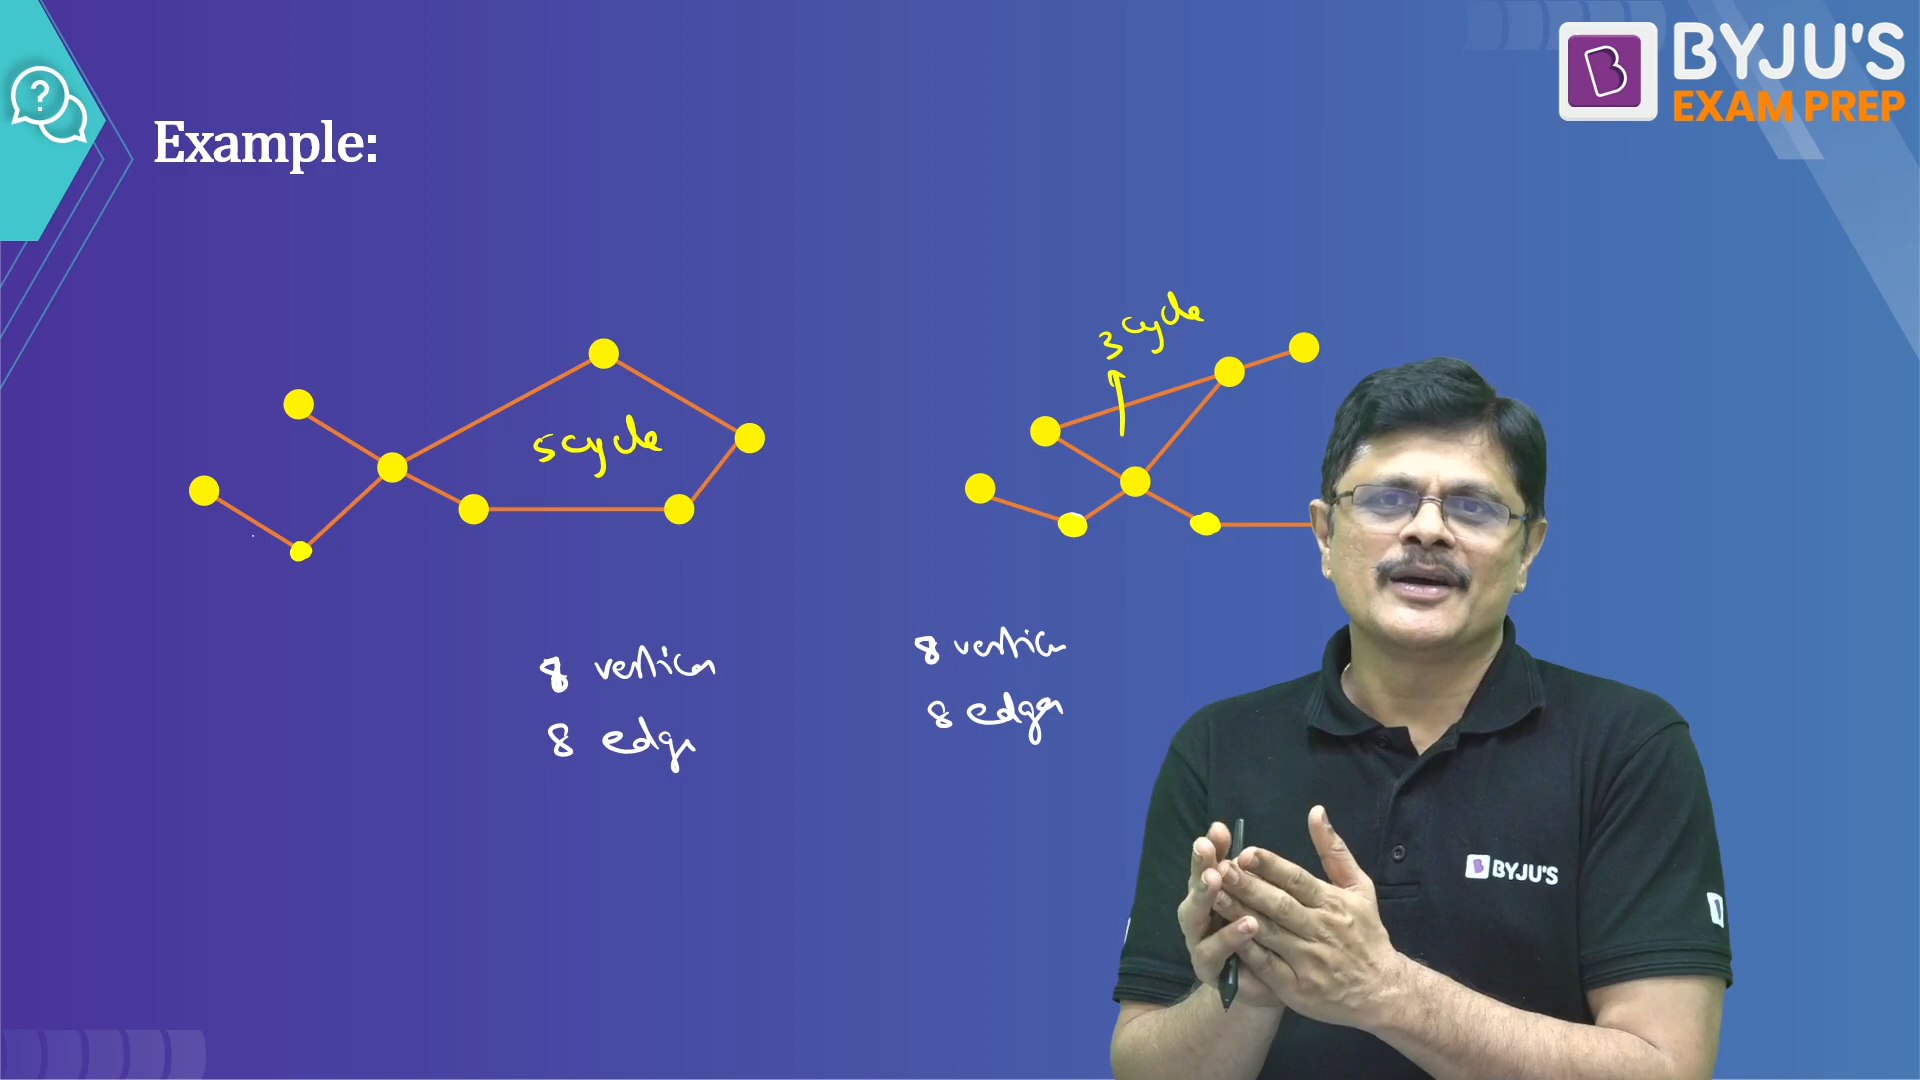 ?
BYJU'S
EXAM PREP
Example:
5 cycle
3 cycle
8 vertices
8 edges
8 vertices
8 edges
BYJU'S